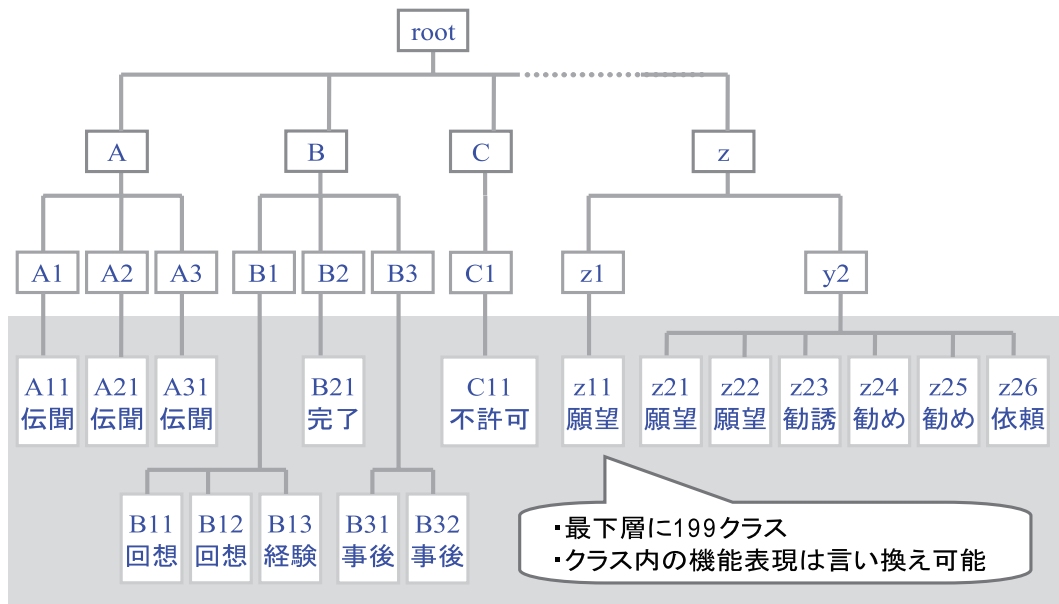 root
A
B
C
z
A1
A2
A3
B1
B2
B3
C1
z1
y2
A11
伝聞
A21
伝聞
A31
伝聞
B21
完了
C11
不許可
z11
願望
z21
願望
z22
願望
z23
勧誘
z24
勧め
z25
勧め
z26
依頼
B11
回想
B12
回想
B13
経験
B31
事後
B32
事後
・最下層に199クラス
・クラス内の機能表現は言い換え可能